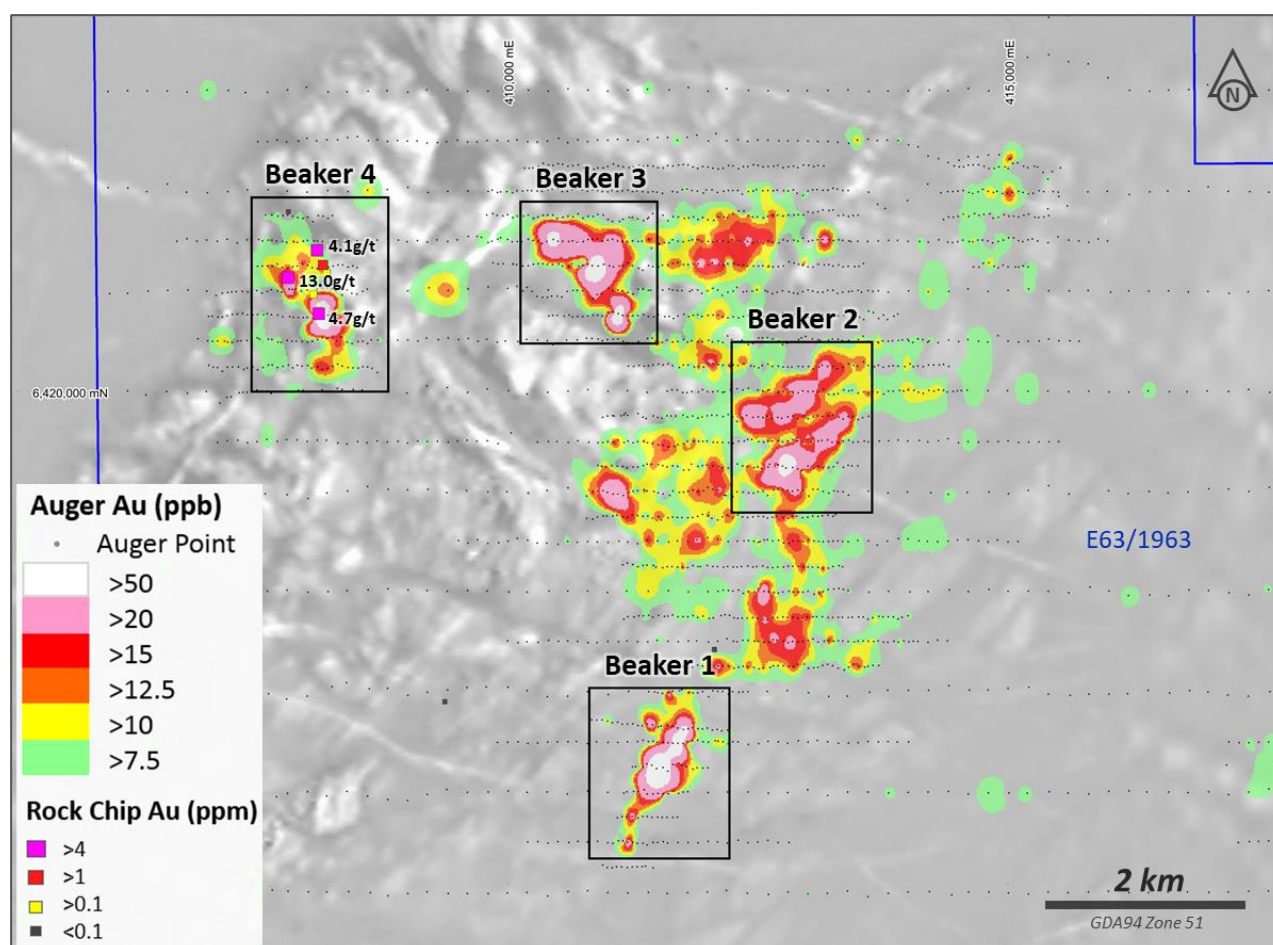 410,000 mE
415,000 mE
N
Beaker 4
Beaker 3
4.1g/t
13.0g/t
4.7g/t
Beaker 2
6,420,000 mN
Auger Au (ppb)
Auger Point
>50
>20
>15
>12.5
>10
>7.5
E63/1963
Beaker 1
Rock Chip Au (ppm)
>4
>1
>0.1
<0.1
2 km
GDA94 Zone 51